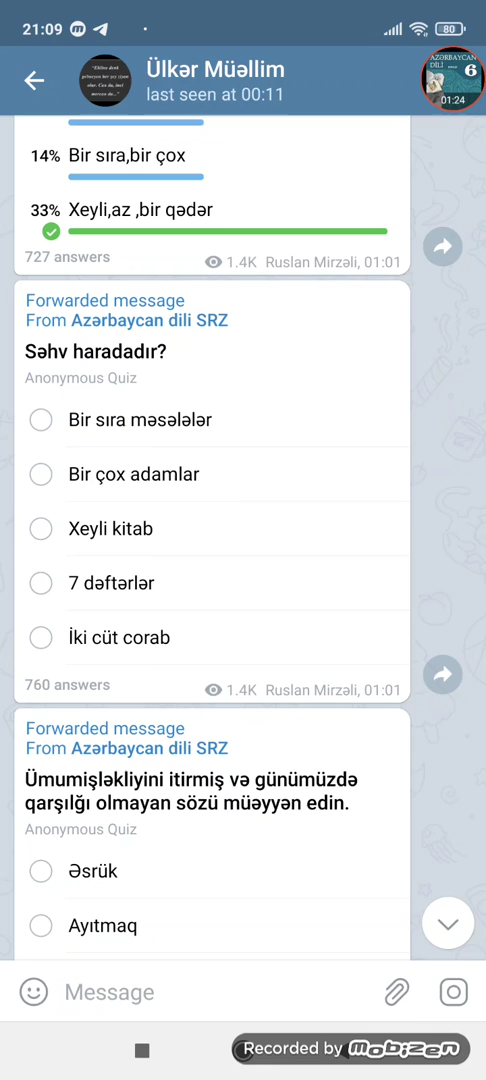 21:09
80
Ülkər Müəllim
last seen at 00:11
AZƏRBAYCAN
DİLİ
6
01:24
14% Bir sıra,bir çox
33% Xeyli,az ,bir qədər
727 answers
1.4K Ruslan Mirzəli, 01:01
Forwarded message
From Azərbaycan dili SRZ
Səhv haradadır?
Anonymous Quiz
Bir sıra məsələlər
Bir çox adamlar
Xeyli kitab
7 dəftərlər
İki cüt corab
760 answers
1.4K Ruslan Mirzəli, 01:01
Forwarded message
From Azərbaycan dili SRZ
Ümumişləkliyini itirmiş və günümüzdə
qarşılğı olmayan sözü müəyyən edin.
Anonymous Quiz
Əsrük
Ayıtmaq
Message
Recorded by mobizen